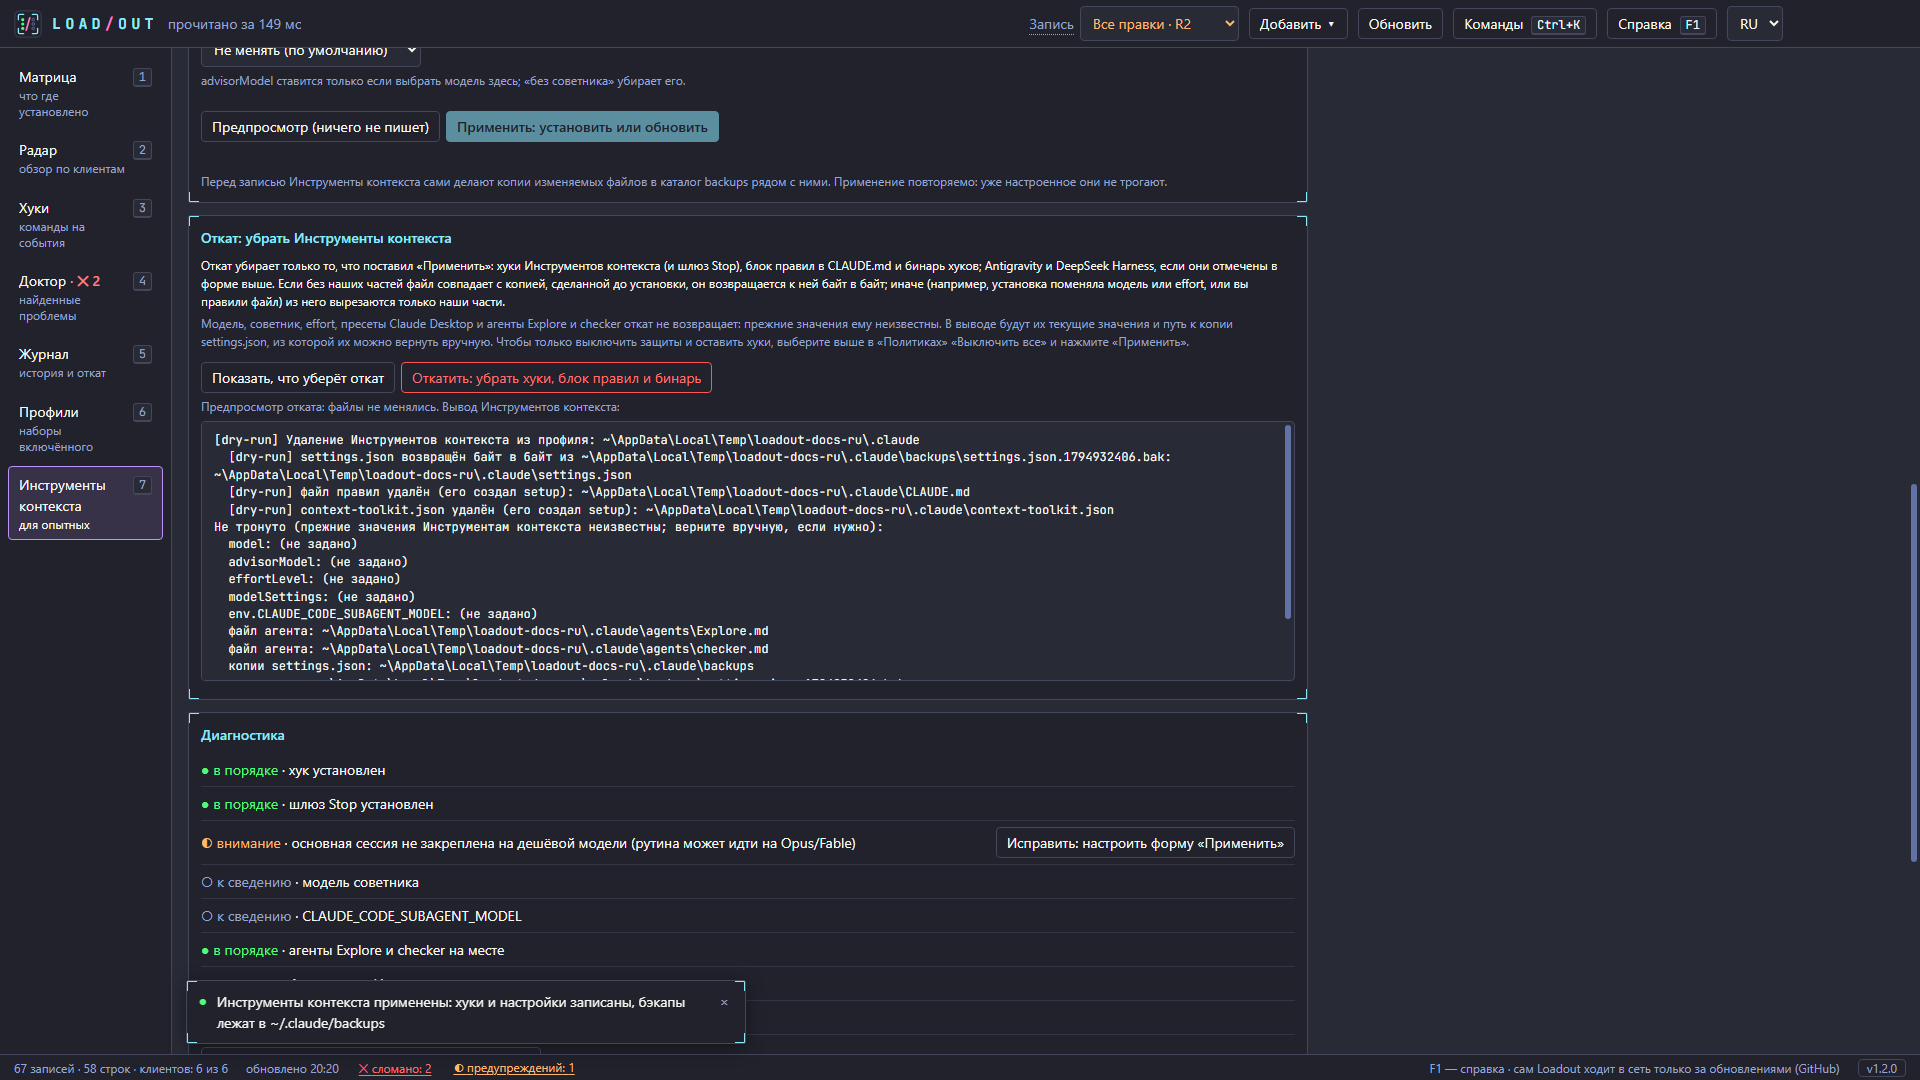 LOAD/OUT прочитано за 149 мс
Запись Все правки · R2 Добавить ▾ Обновить Команды Ctrl+K Справка F1 RU
Матрица 1
что где
установлено
Радар 2
обзор по клиентам
Хуки 3
команды на
события
Доктор · ✕ 2 4
найденные
проблемы
Журнал 5
история и откат
Профили 6
наборы
включённого
Инструменты 7
контекста
для опытных
Не менять (по умолчанию)
advisorModel ставится только если выбрать модель здесь; «без советника» убирает его.
Предпросмотр (ничего не пишет) Применить: установить или обновить
Перед записью Инструменты контекста сами делают копии изменяемых файлов в каталог backups рядом с ними. Применение повторяемо: уже настроенное они не трогают.
Откат: убрать Инструменты контекста
Откат убирает только то, что поставил «Применить»: хуки Инструментов контекста (и шлюз Stop), блок правил в CLAUDE.md и бинарь хуков; Antigravity и DeepSeek Harness, если они отмечены в
форме выше. Если без наших частей файл совпадает с копией, сделанной до установки, он возвращается к ней байт в байт; иначе (например, установка поменяла модель или effort, или вы
правили файл) из него вырезаются только наши части.
Модель, советник, effort, пресеты Claude Desktop и агенты Explore и checker откат не возвращает: прежние значения ему неизвестны. В выводе будут их текущие значения и путь к копии
settings.json, из которой их можно вернуть вручную. Чтобы только выключить защиты и оставить хуки, выберите выше в «Политиках» «Выключить все» и нажмите «Применить».
Показать, что уберёт откат Откатить: убрать хуки, блок правил и бинарь
Предпросмотр отката: файлы не менялись. Вывод Инструментов контекста:
[dry-run] Удаление Инструментов контекста из профиля: ~\AppData\Local\Temp\loadout-docs-ru\.claude
[dry-run] settings.json возвращён байт в байт из ~\AppData\Local\Temp\loadout-docs-ru\.claude\backups\settings.json.1794932406.bak:
~\AppData\Local\Temp\loadout-docs-ru\.claude\settings.json
[dry-run] файл правил удалён (его создал setup): ~\AppData\Local\Temp\loadout-docs-ru\.claude\CLAUDE.md
[dry-run] context-toolkit.json удалён (его создал setup): ~\AppData\Local\Temp\loadout-docs-ru\.claude\context-toolkit.json
Не тронуто (прежние значения Инструментам контекста неизвестны; верните вручную, если нужно):
model: (не задано)
advisorModel: (не задано)
effortLevel: (не задано)
modelSettings: (не задано)
env.CLAUDE_CODE_SUBAGENT_MODEL: (не задано)
файл агента: ~\AppData\Local\Temp\loadout-docs-ru\.claude\agents\Explore.md
файл агента: ~\AppData\Local\Temp\loadout-docs-ru\.claude\agents\checker.md
копии settings.json: ~\AppData\Local\Temp\loadout-docs-ru\.claude\backups
Диагностика
● в порядке · хук установлен
● в порядке · шлюз Stop установлен
◐ внимание · основная сессия не закреплена на дешёвой модели (рутина может идти на Opus/Fable) Исправить: настроить форму «Применить»
○ к сведению · модель советника
○ к сведению · CLAUDE_CODE_SUBAGENT_MODEL
● в порядке · агенты Explore и checker на месте
● Инструменты контекста применены: хуки и настройки записаны, бэкапы ×
лежат в ~/.claude/backups
67 записей · 58 строк · клиентов: 6 из 6 обновлено 20:20 ✕ сломано: 2 ◐ предупреждений: 1 F1 — справка · сам Loadout ходит в сеть только за обновлениями (GitHub) v1.2.0